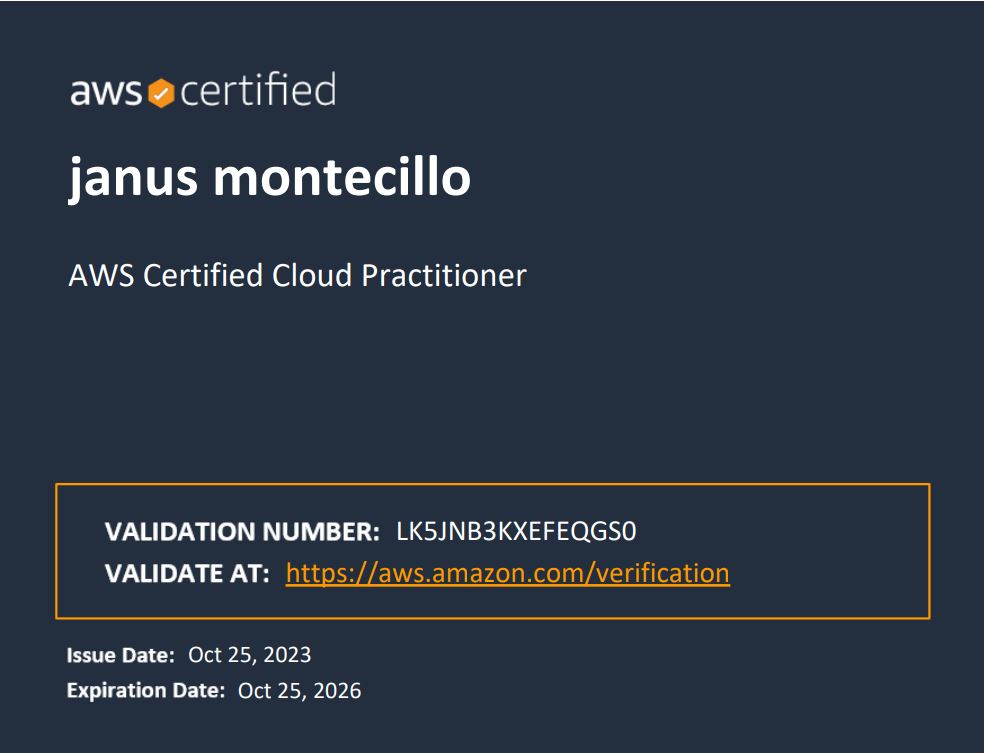 aws certified
janus montecillo
AWS Certified Cloud Practitioner
VALIDATION NUMBER: LK5JNB3KXEFEQGS0
VALIDATE AT: https://aws.amazon.com/verification
Issue Date: Oct 25, 2023
Expiration Date: Oct 25, 2026